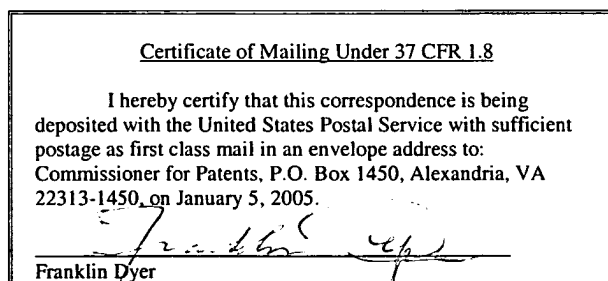 Certificate of Mailing Under 37 CFR 1.8
I hereby certify that this correspondence is being
deposited with the United States Postal Service with sufficient
postage as first class mail in an envelope address to:
Commissioner for Patents, P.O. Box 1450, Alexandria, VA
22313-1450, on January 5, 2005.
Franklin Dyer